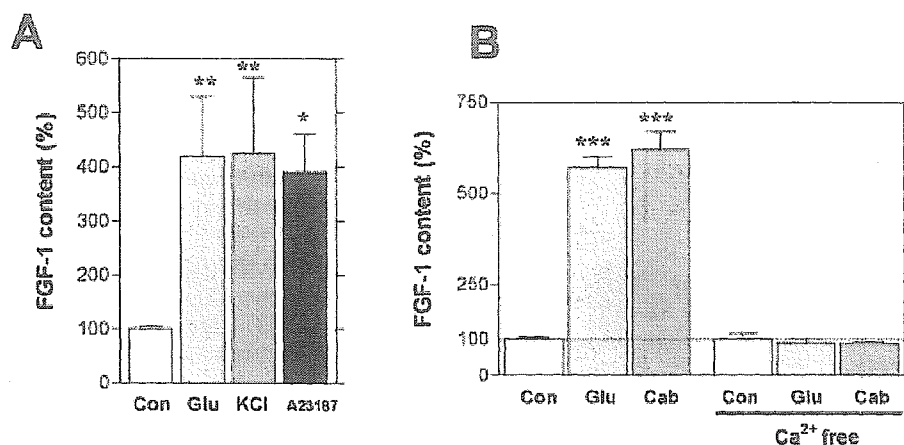 A
FGF-1 content (%)
600
500
400
300
200
100
0
**
**
*
Con Glu KCl A23187
B
FGF-1 content (%)
750
500
250
100
0
***
***
Con Glu Cab Con Glu Cab
Ca²⁺ free